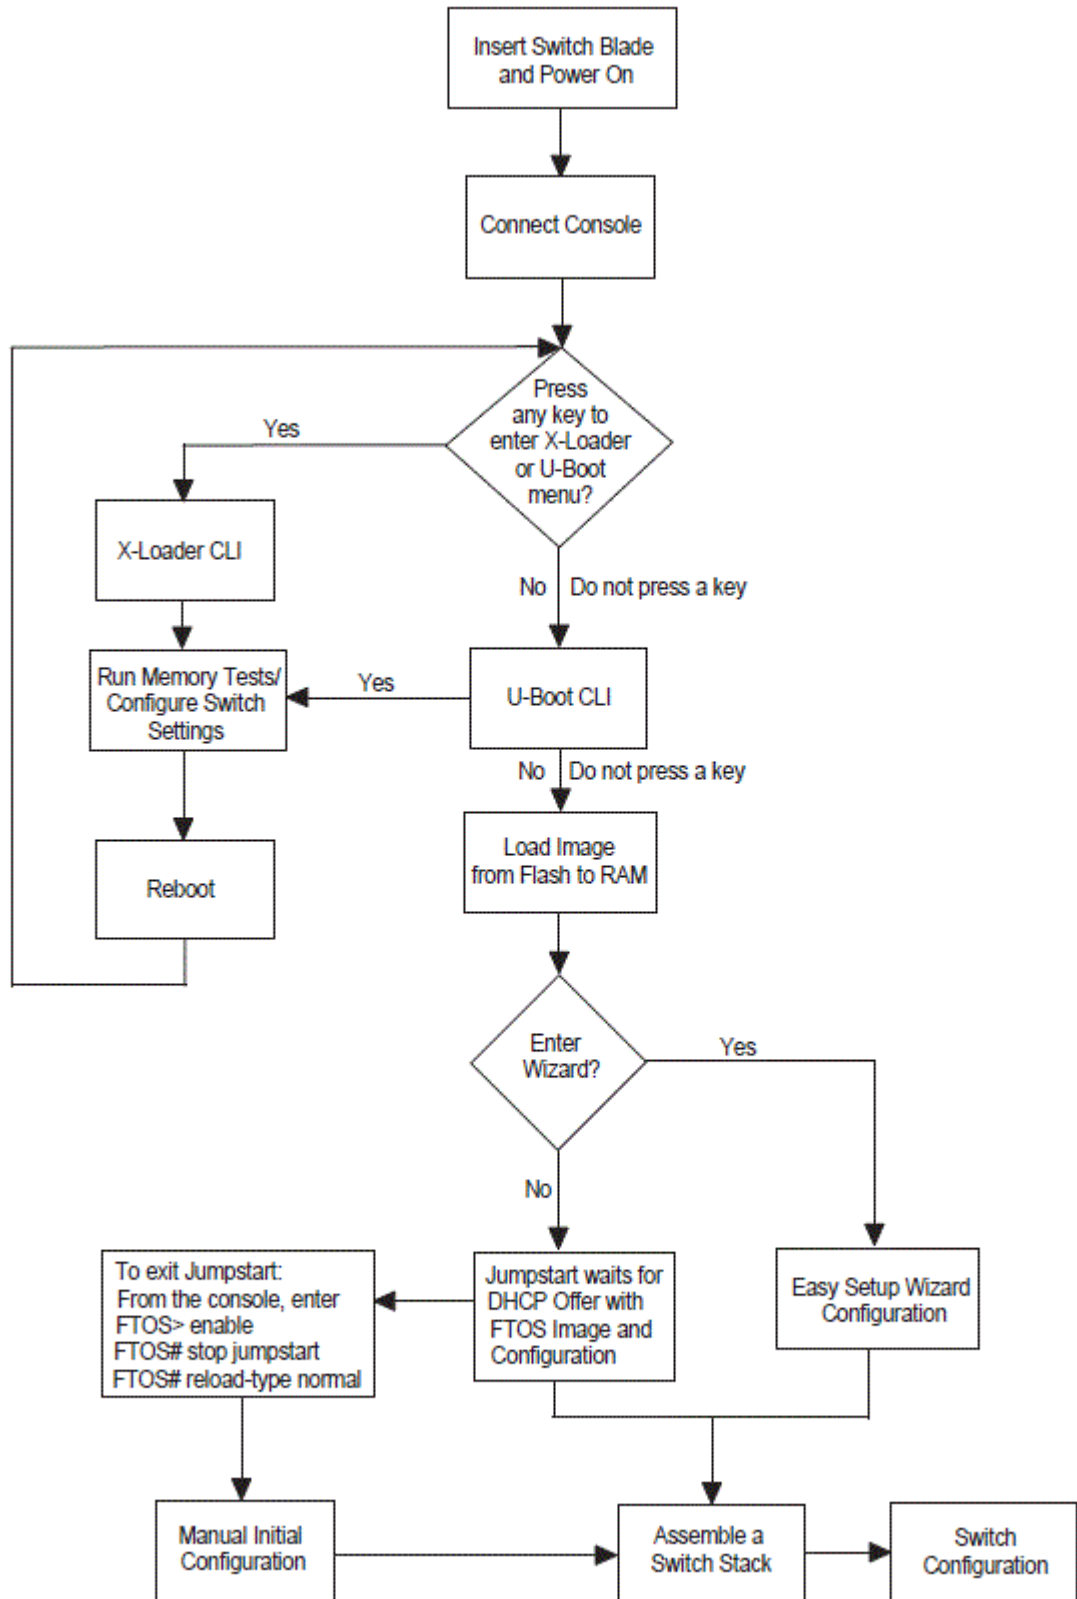 Insert Switch Blade
and Power On
Connect Console
Press
any key to
enter X-Loader
or U-Boot
menu?
Yes
X-Loader CLI
No Do not press a key
Run Memory Tests/
Configure Switch
Settings
Yes
U-Boot CLI
No Do not press a key
Load Image
from Flash to RAM
Reboot
Enter
Wizard?
Yes
No
To exit Jumpstart:
From the console, enter
FTOS> enable
FTOS# stop jumpstart
FTOS# reload-type normal
Jumpstart waits for
DHCP Offer with
FTOS Image and
Configuration
Easy Setup Wizard
Configuration
Manual Initial
Configuration
Assemble a
Switch Stack
Switch
Configuration